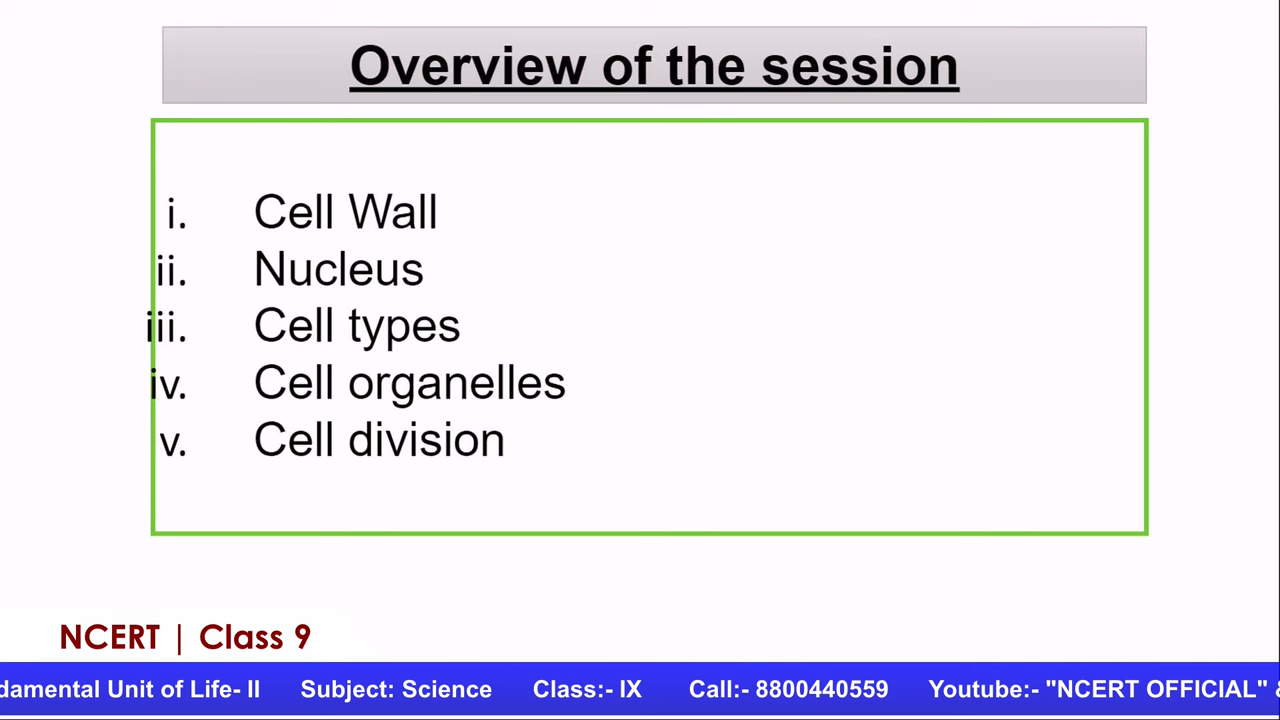 Overview of the session
i. Cell Wall
ii. Nucleus
iii. Cell types
iv. Cell organelles
v. Cell division
NCERT | Class 9
damental Unit of Life- II Subject: Science Class:- IX Call:- 8800440559 Youtube:- "NCERT OFFICIAL" &